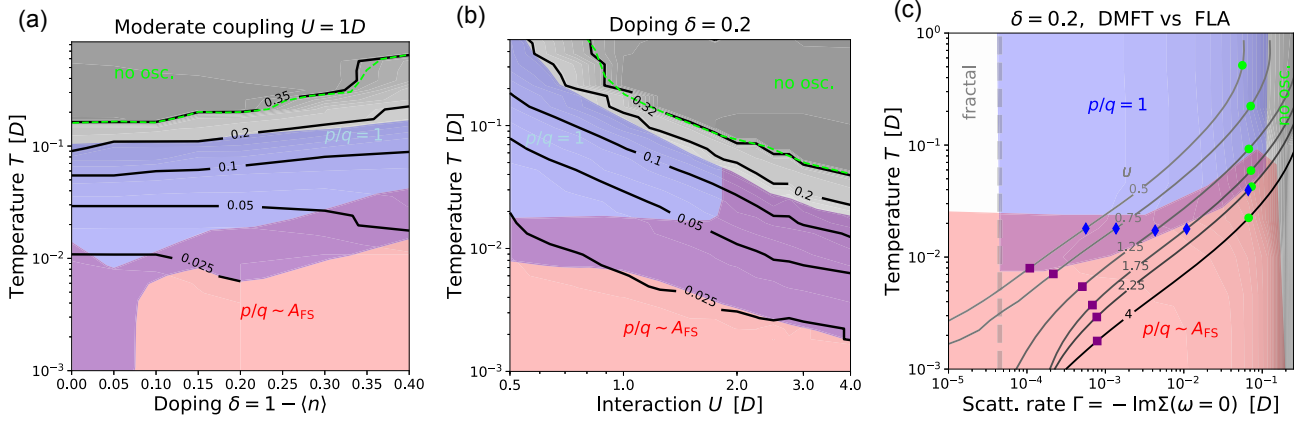 (a)
Moderate coupling U = 1D
no osc.
0.35
0.2
p/q = 1
0.1
0.05
0.025
p/q ~ A_FS
10⁻¹
10⁻²
10⁻³
Temperature T [D]
0.00 0.05 0.10 0.15 0.20 0.25 0.30 0.35 0.40
Doping δ = 1 − ⟨n⟩
(b)
Doping δ = 0.2
no osc.
0.32
p/q = 1
0.1
0.2
0.05
0.025
p/q ~ A_FS
10⁻¹
10⁻²
10⁻³
Temperature T [D]
0.5 1.0 2.0 3.0 4.0
Interaction U [D]
(c)
δ = 0.2, DMFT vs FLA
fractal
p/q = 1
no osc.
U
0.5
0.75
1.25
1.75
2.25
4
p/q ~ A_FS
10⁰
10⁻¹
10⁻²
10⁻³
Temperature T [D]
10⁻⁵ 10⁻⁴ 10⁻³ 10⁻² 10⁻¹
Scatt. rate Γ = − ImΣ(ω = 0) [D]